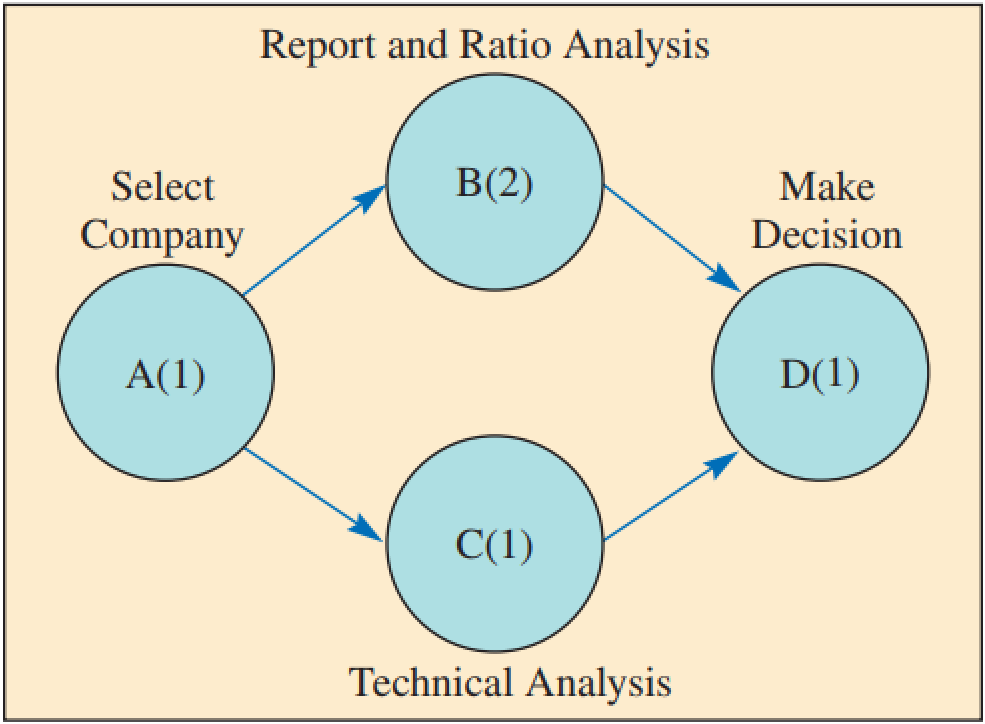 Report and Ratio Analysis
B(2)
Select
Company
A(1)
Make
Decision
D(1)
C(1)
Technical Analysis